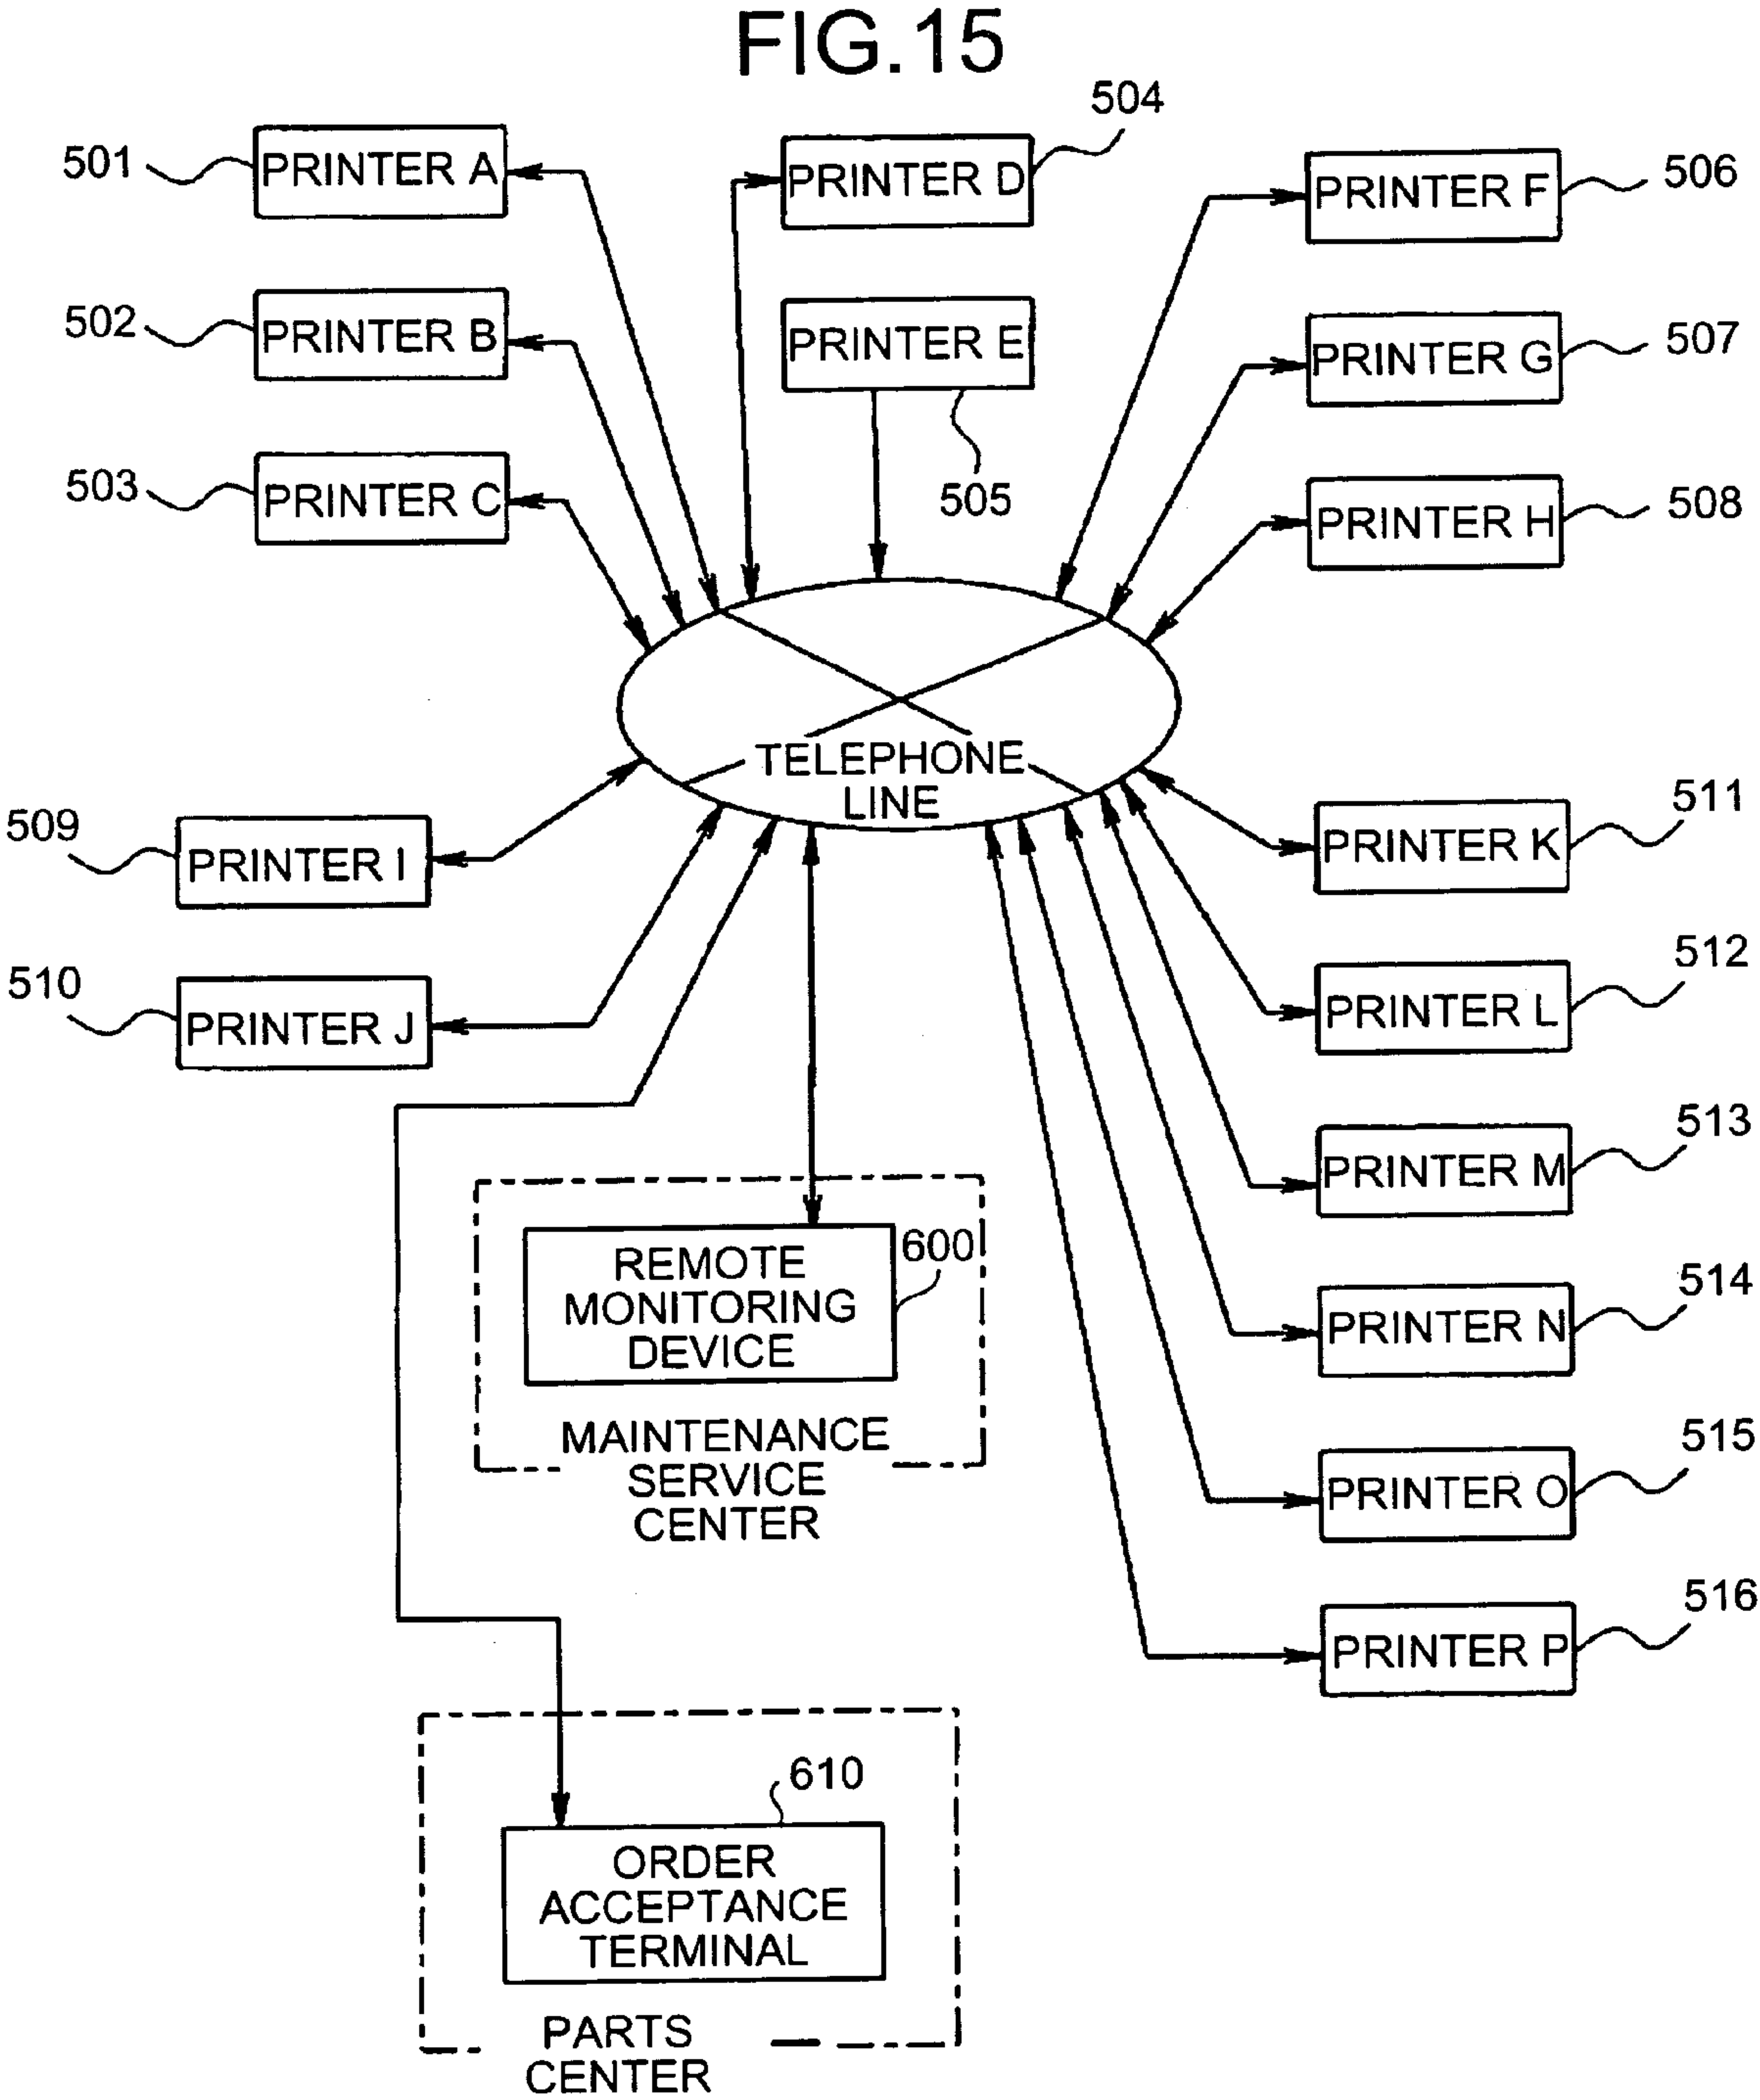 FIG.15
501
PRINTER A
502
PRINTER B
503
PRINTER C
504
PRINTER D
PRINTER E
505
PRINTER F
506
PRINTER G
507
PRINTER H
508
TELEPHONE
LINE
509
PRINTER I
510
PRINTER J
PRINTER K
511
PRINTER L
512
PRINTER M
513
PRINTER N
514
PRINTER O
515
PRINTER P
516
600
REMOTE
MONITORING
DEVICE
MAINTENANCE
SERVICE
CENTER
610
ORDER
ACCEPTANCE
TERMINAL
PARTS
CENTER